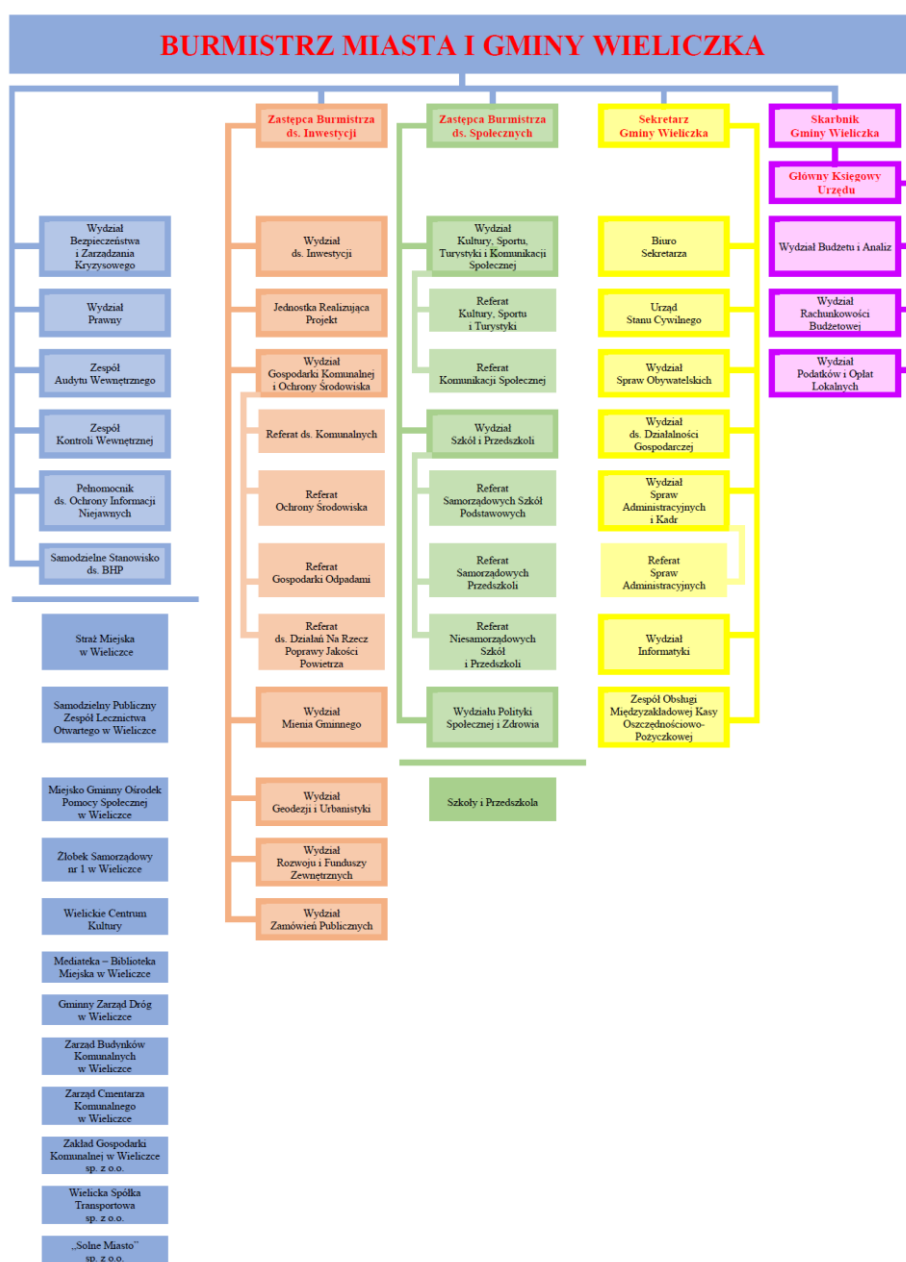 BURMISTRZ MIASTA I GMINY WIELICZKA
Zastępca Burmistrza
ds. Inwestycji
Zastępca Burmistrza
ds. Społecznych
Sekretarz
Gminy Wieliczka
Skarbnik
Gminy Wieliczka
Główny Księgowy
Urzędu
Wydział
Bezpieczeństwa
i Zarządzania
Kryzysowego
Wydział
Prawny
Zespół
Audytu Wewnętrznego
Zespół
Kontroli Wewnętrznej
Pełnomocnik
ds. Ochrony Informacji
Niejawnych
Samodzielne Stanowisko
ds. BHP
Straż Miejska
w Wieliczce
Samodzielny Publiczny
Zespół Lecznictwa
Otwartego w Wieliczce
Miejsko Gminny Ośrodek
Pomocy Społecznej
w Wieliczce
Żłobek Samorządowy
nr 1 w Wieliczce
Wielickie Centrum
Kultury
Mediateka – Biblioteka
Miejska w Wieliczce
Gminny Zarząd Dróg
w Wieliczce
Zarząd Budynków
Komunalnych
w Wieliczce
Zarząd Cmentarza
Komunalnego
w Wieliczce
Zakład Gospodarki
Komunalnej w Wieliczce
sp. z o.o.
Wielicka Spółka
Transportowa
sp. z o.o.
„Solne Miasto”
sp. z o.o.
Wydział
ds. Inwestycji
Jednostka Realizująca
Projekt
Wydział
Gospodarki Komunalnej
i Ochrony Środowiska
Referat ds. Komunalnych
Referat
Ochrony Środowiska
Referat
Gospodarki Odpadami
Referat
ds. Działań Na Rzecz
Poprawy Jakości
Powietrza
Wydział
Mienia Gminnego
Wydział
Geodezji i Urbanistyki
Wydział
Rozwoju i Funduszy
Zewnętrznych
Wydział
Zamówień Publicznych
Wydział
Kultury, Sportu,
Turystyki i Komunikacji
Społecznej
Referat
Kultury, Sportu
i Turystyki
Referat
Komunikacji Społecznej
Wydział
Szkół i Przedszkoli
Referat
Samorządowych Szkół
Podstawowych
Referat
Samorządowych
Przedszkoli
Referat
Niesamorządowych
Szkół
i Przedszkoli
Wydziału Polityki
Społecznej i Zdrowia
Szkoły i Przedszkola
Biuro
Sekretarza
Urząd
Stanu Cywilnego
Wydział
Spraw Obywatelskich
Wydział
ds. Działalności
Gospodarczej
Wydział
Spraw
Administracyjnych
i Kadr
Referat
Spraw
Administracyjnych
Wydział
Informatyki
Zespół Obsługi
Międzyzakładowej Kasy
Oszczędnościowo-
Pożyczkowej
Wydział Budżetu i Analiz
Wydział
Rachunkowości
Budżetowej
Wydział
Podatków i Opłat
Lokalnych